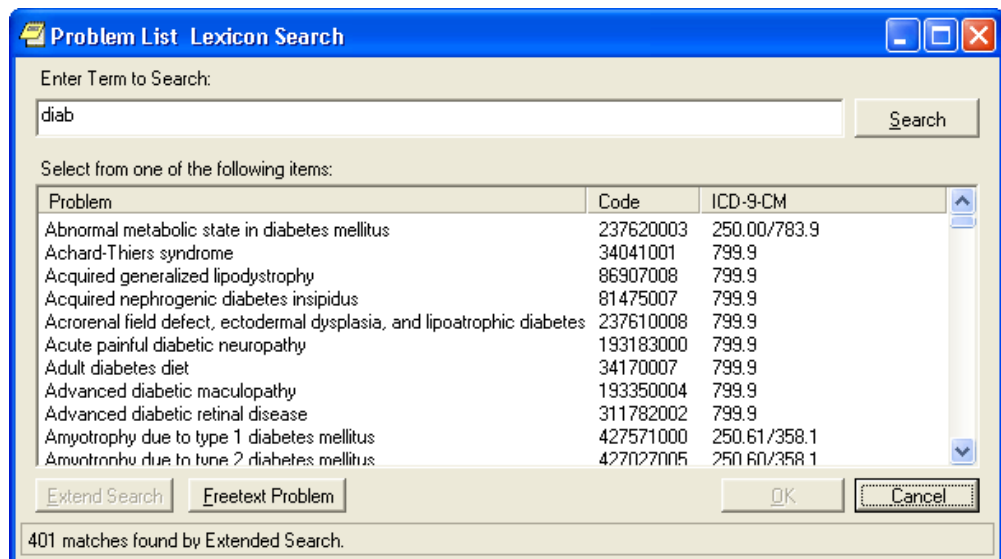 Problem List Lexicon Search
Enter Term to Search:
diab
Search
Select from one of the following items:
Problem Code ICD-9-CM
Abnormal metabolic state in diabetes mellitus 237620003 250.00/783.9
Achard-Thiers syndrome 34041001 799.9
Acquired generalized lipodystrophy 86907008 799.9
Acquired nephrogenic diabetes insipidus 81475007 799.9
Acrorenal field defect, ectodermal dysplasia, and lipoatrophic diabetes 237610008 799.9
Acute painful diabetic neuropathy 193183000 799.9
Adult diabetes diet 34170007 799.9
Advanced diabetic maculopathy 193350004 799.9
Advanced diabetic retinal disease 311782002 799.9
Amyotrophy due to type 1 diabetes mellitus 427571000 250.61/358.1
Amyotrophy due to type 2 diabetes mellitus 427027005 250.60/358.1
Extend Search Freetext Problem OK Cancel
401 matches found by Extended Search.